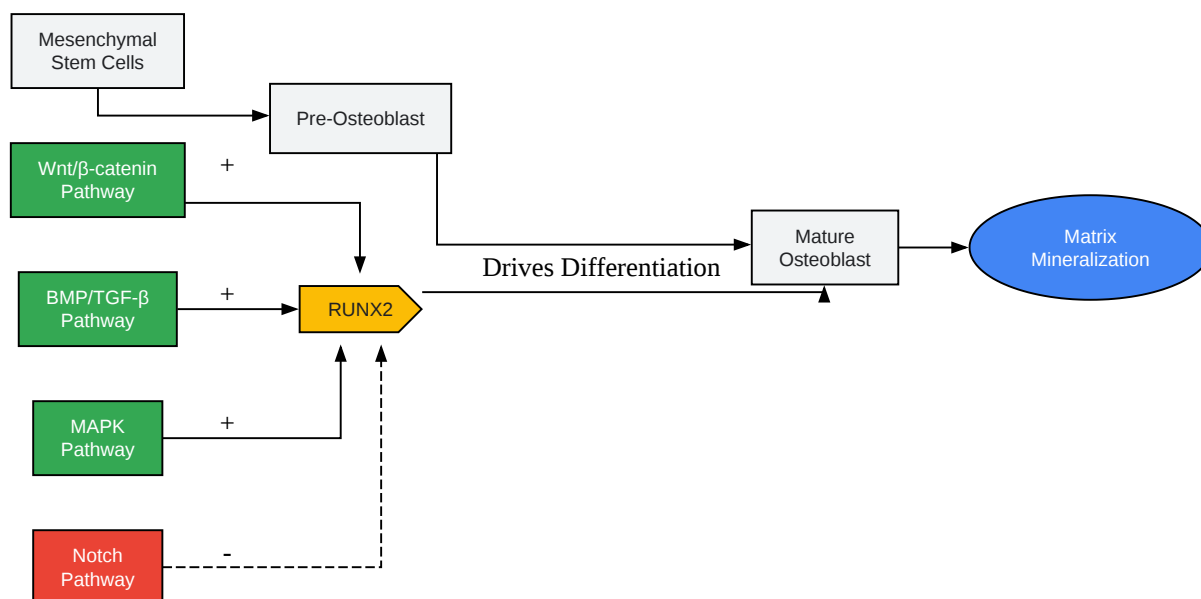 Mesenchymal
Stem Cells
Pre-Osteoblast
Wnt/β-catenin
Pathway
+
Mature
Osteoblast
Matrix
Mineralization
Drives Differentiation
BMP/TGF-β
Pathway
+
RUNX2
MAPK
Pathway
+
Notch
Pathway
-